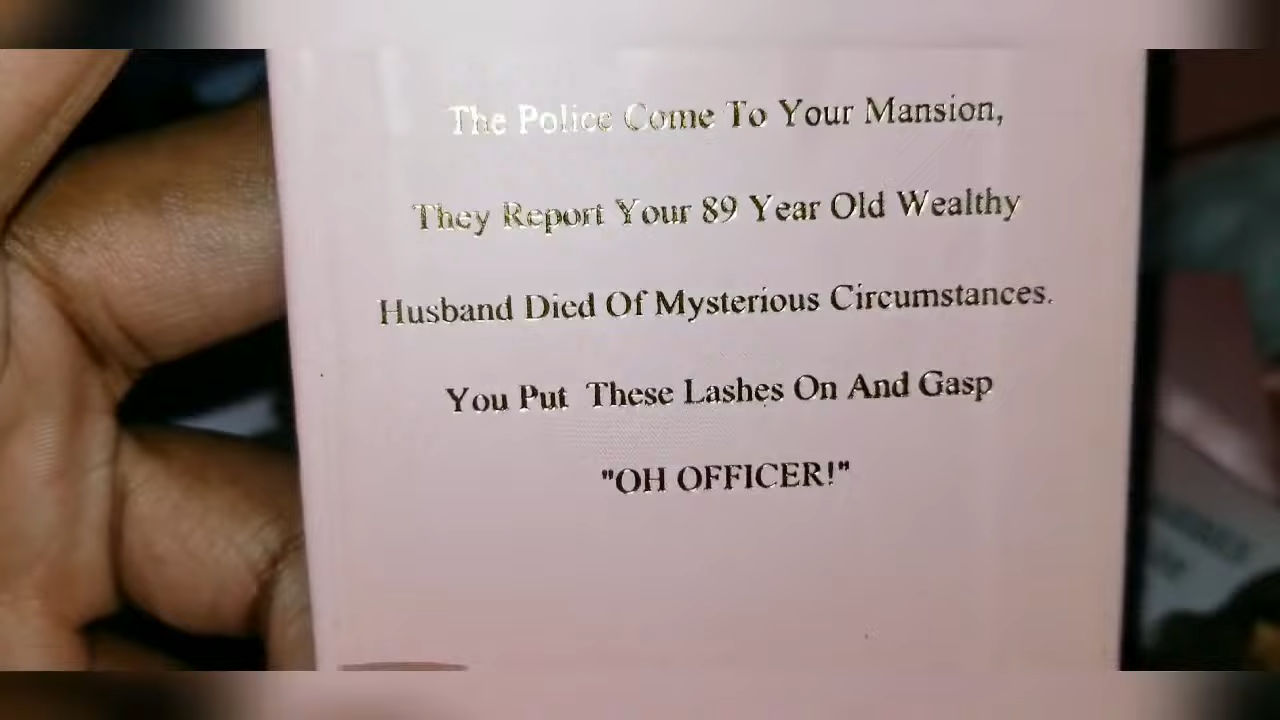 The Police Come To Your Mansion,
They Report Your 89 Year Old Wealthy
Husband Died Of Mysterious Circumstances.
You Put These Lashes On And Gasp
"OH OFFICER!"